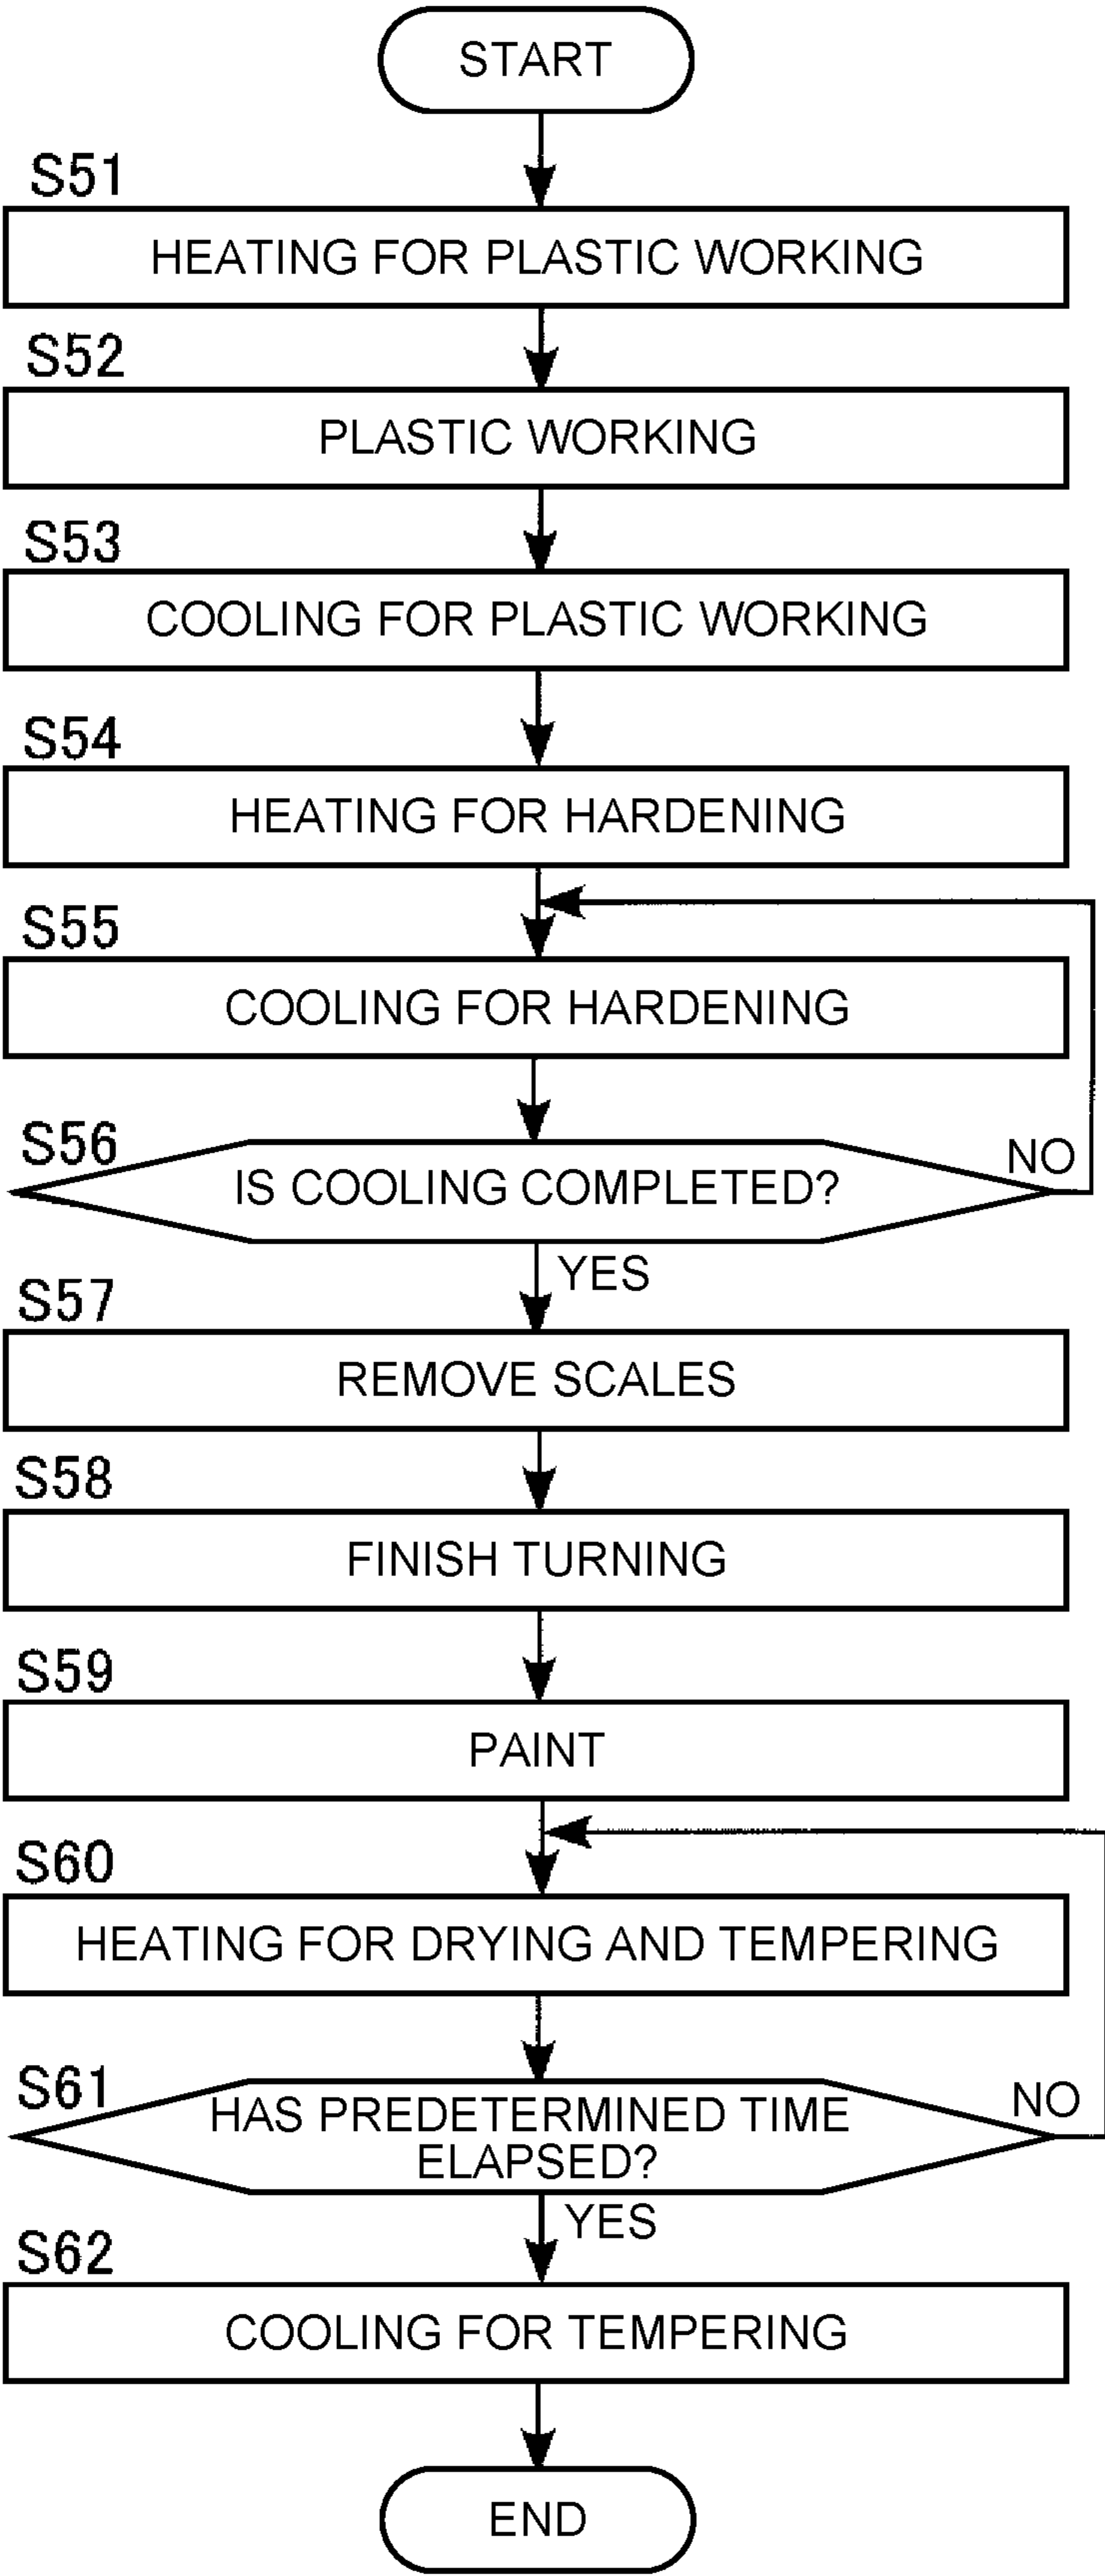 START
S51
HEATING FOR PLASTIC WORKING
S52
PLASTIC WORKING
S53
COOLING FOR PLASTIC WORKING
S54
HEATING FOR HARDENING
S55
COOLING FOR HARDENING
S56
IS COOLING COMPLETED?
NO
YES
S57
REMOVE SCALES
S58
FINISH TURNING
S59
PAINT
S60
HEATING FOR DRYING AND TEMPERING
S61
HAS PREDETERMINED TIME
ELAPSED?
NO
YES
S62
COOLING FOR TEMPERING
END